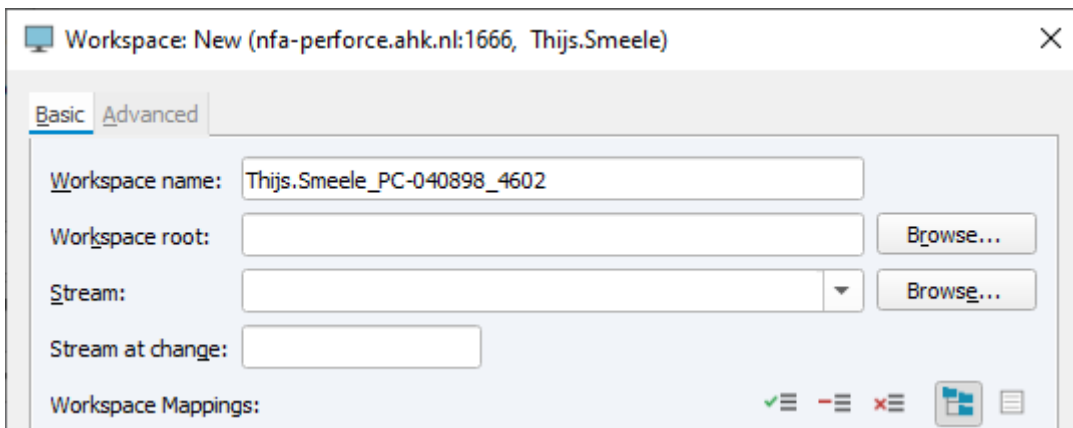 Workspace: New (nfa-perforce.ahk.nl:1666, Thijs.Smeele)
Basic Advanced
Workspace name: Thijs.Smeele_PC-040898_4602
Workspace root: Browse...
Stream: Browse...
Stream at change:
Workspace Mappings: